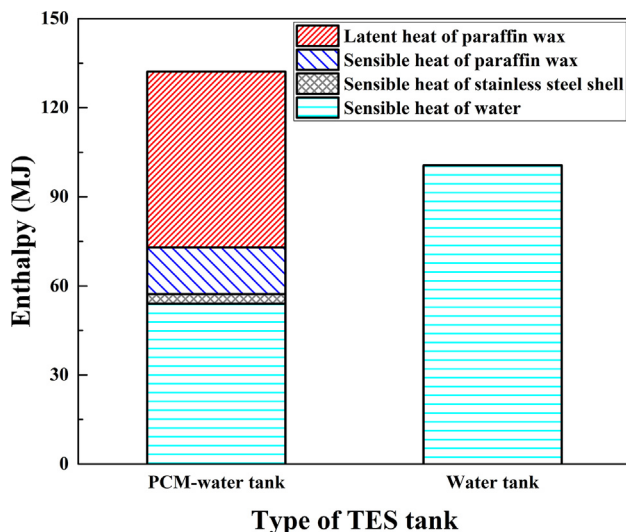 150
120
90
60
30
0
Enthalpy (MJ)
Latent heat of paraffin wax
Sensible heat of paraffin wax
Sensible heat of stainless steel shell
Sensible heat of water
PCM-water tank
Water tank
Type of TES tank